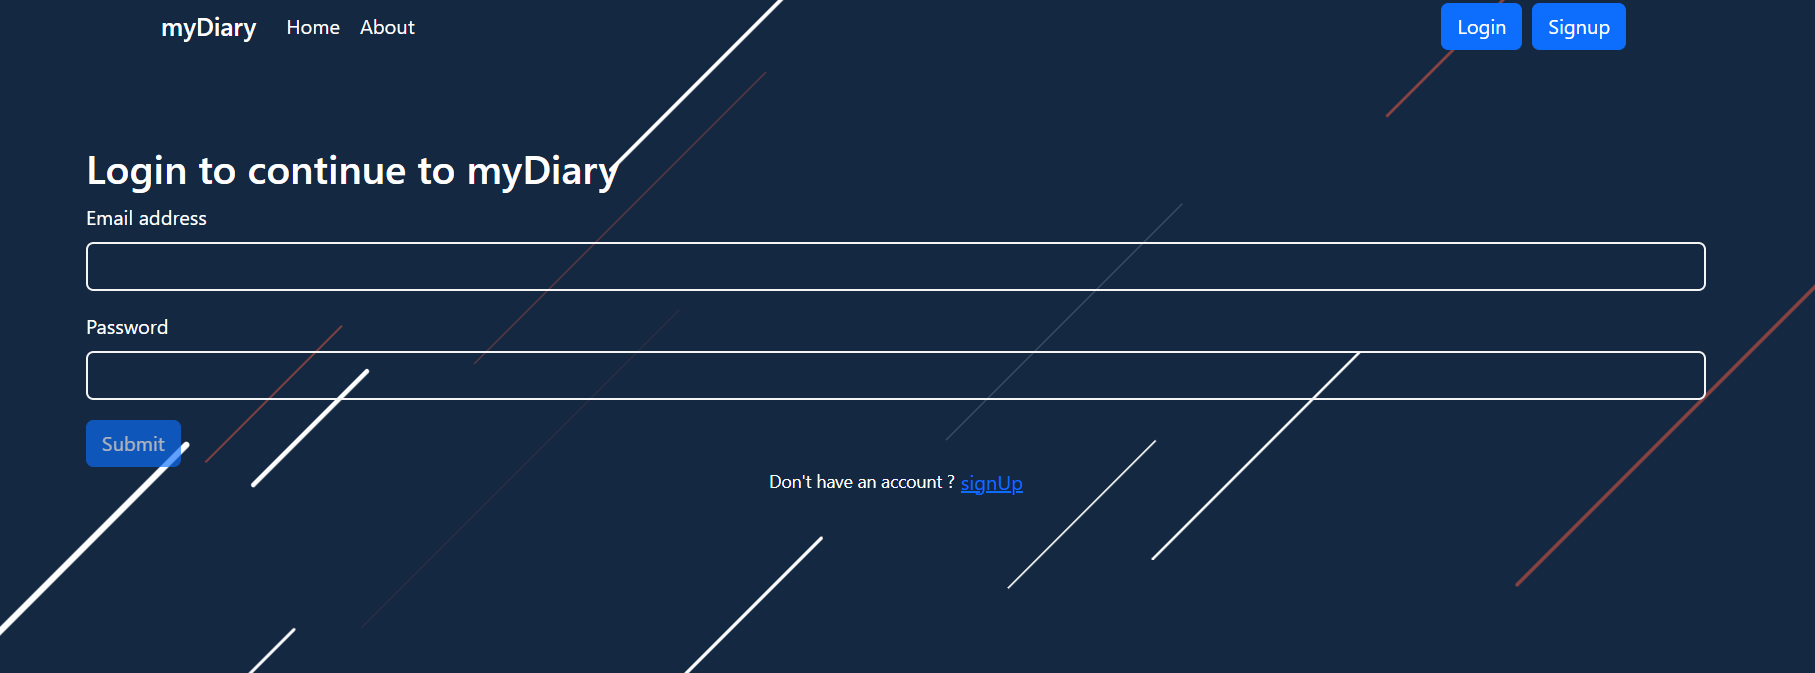 myDiary Home About Login Signup
Login to continue to myDiary
Email address
Password
Submit
Don't have an account ? signUp